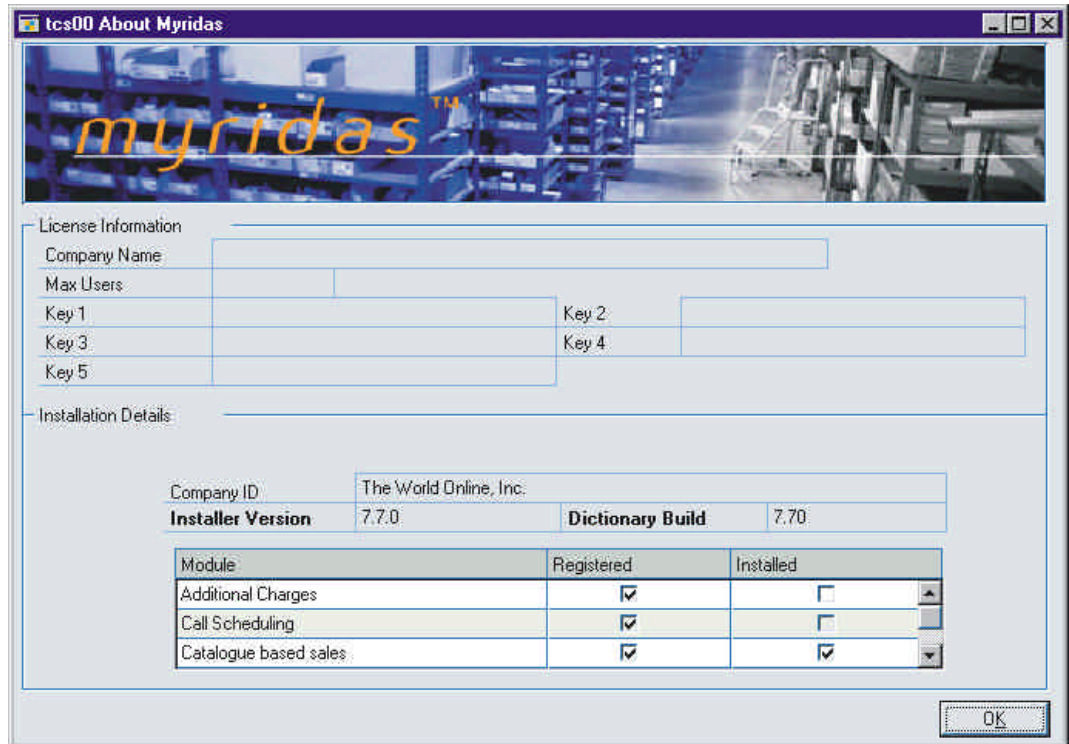 tcs00 About Myridas
myridas™
License Information
Company Name
Max Users
Key 1 Key 2
Key 3 Key 4
Key 5
Installation Details
Company ID The World Online, Inc.
Installer Version 7.7.0 Dictionary Build 7.70
Module Registered Installed
Additional Charges
Call Scheduling
Catalogue based sales
OK